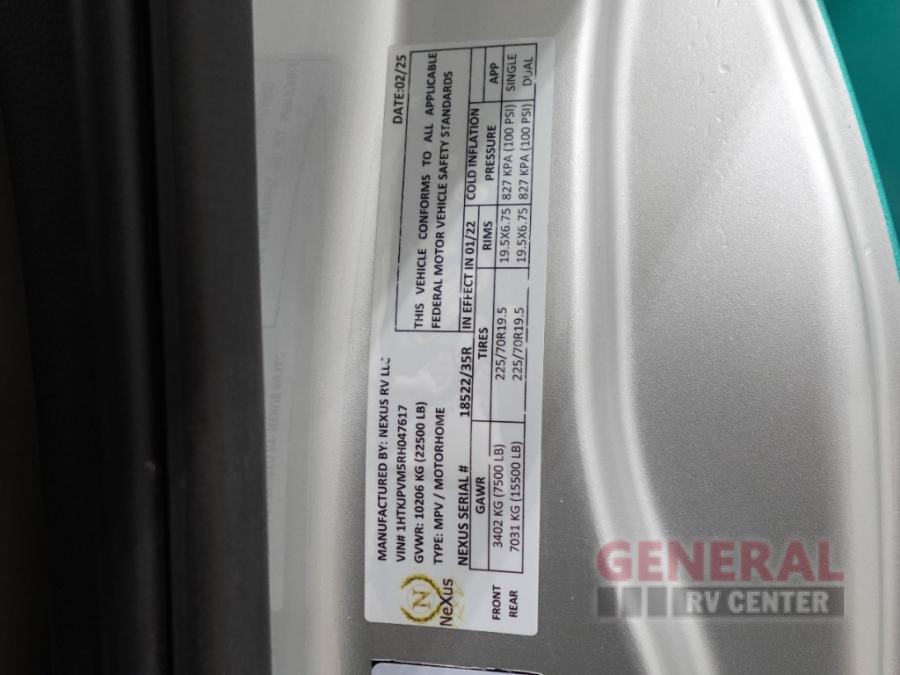 MANUFACTURED BY: NEXUS RV LLC DATE:02/25
VIN# 1HTKJPVM5RH047617
GVWR: 10206 KG (22500 LB)
TYPE: MPV / MOTORHOME
THIS VEHICLE CONFORMS TO ALL APPLICABLE
FEDERAL MOTOR VEHICLE SAFETY STANDARDS
NEXUS SERIAL # 18522/35R IN EFFECT IN 01/22 COLD INFLATION
GAWR TIRES RIMS PRESSURE APP
FRONT 3402 KG (7500 LB) 225/70R19.5 19.5X6.75 827 KPA (100 PSI) SINGLE
REAR 7031 KG (15500 LB) 225/70R19.5 19.5X6.75 827 KPA (100 PSI) DUAL
N
NeXus
RV
GENERAL
RV CENTER